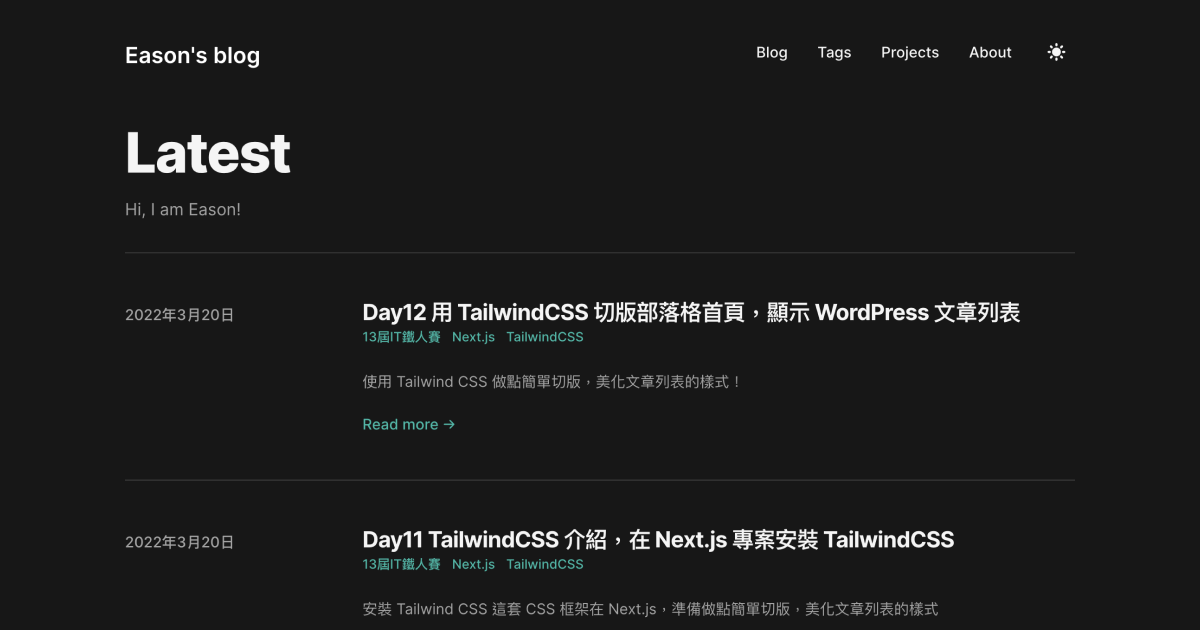 Eason's blog
Blog Tags Projects About
Latest
Hi, I am Eason!
2022年3月20日
Day12 用 TailwindCSS 切版部落格首頁，顯示 WordPress 文章列表
13屆IT鐵人賽 Next.js TailwindCSS
使用 Tailwind CSS 做點簡單切版，美化文章列表的樣式！
Read more →
2022年3月20日
Day11 TailwindCSS 介紹，在 Next.js 專案安裝 TailwindCSS
13屆IT鐵人賽 Next.js TailwindCSS
安裝 Tailwind CSS 這套 CSS 框架在 Next.js，準備做點簡單切版，美化文章列表的樣式